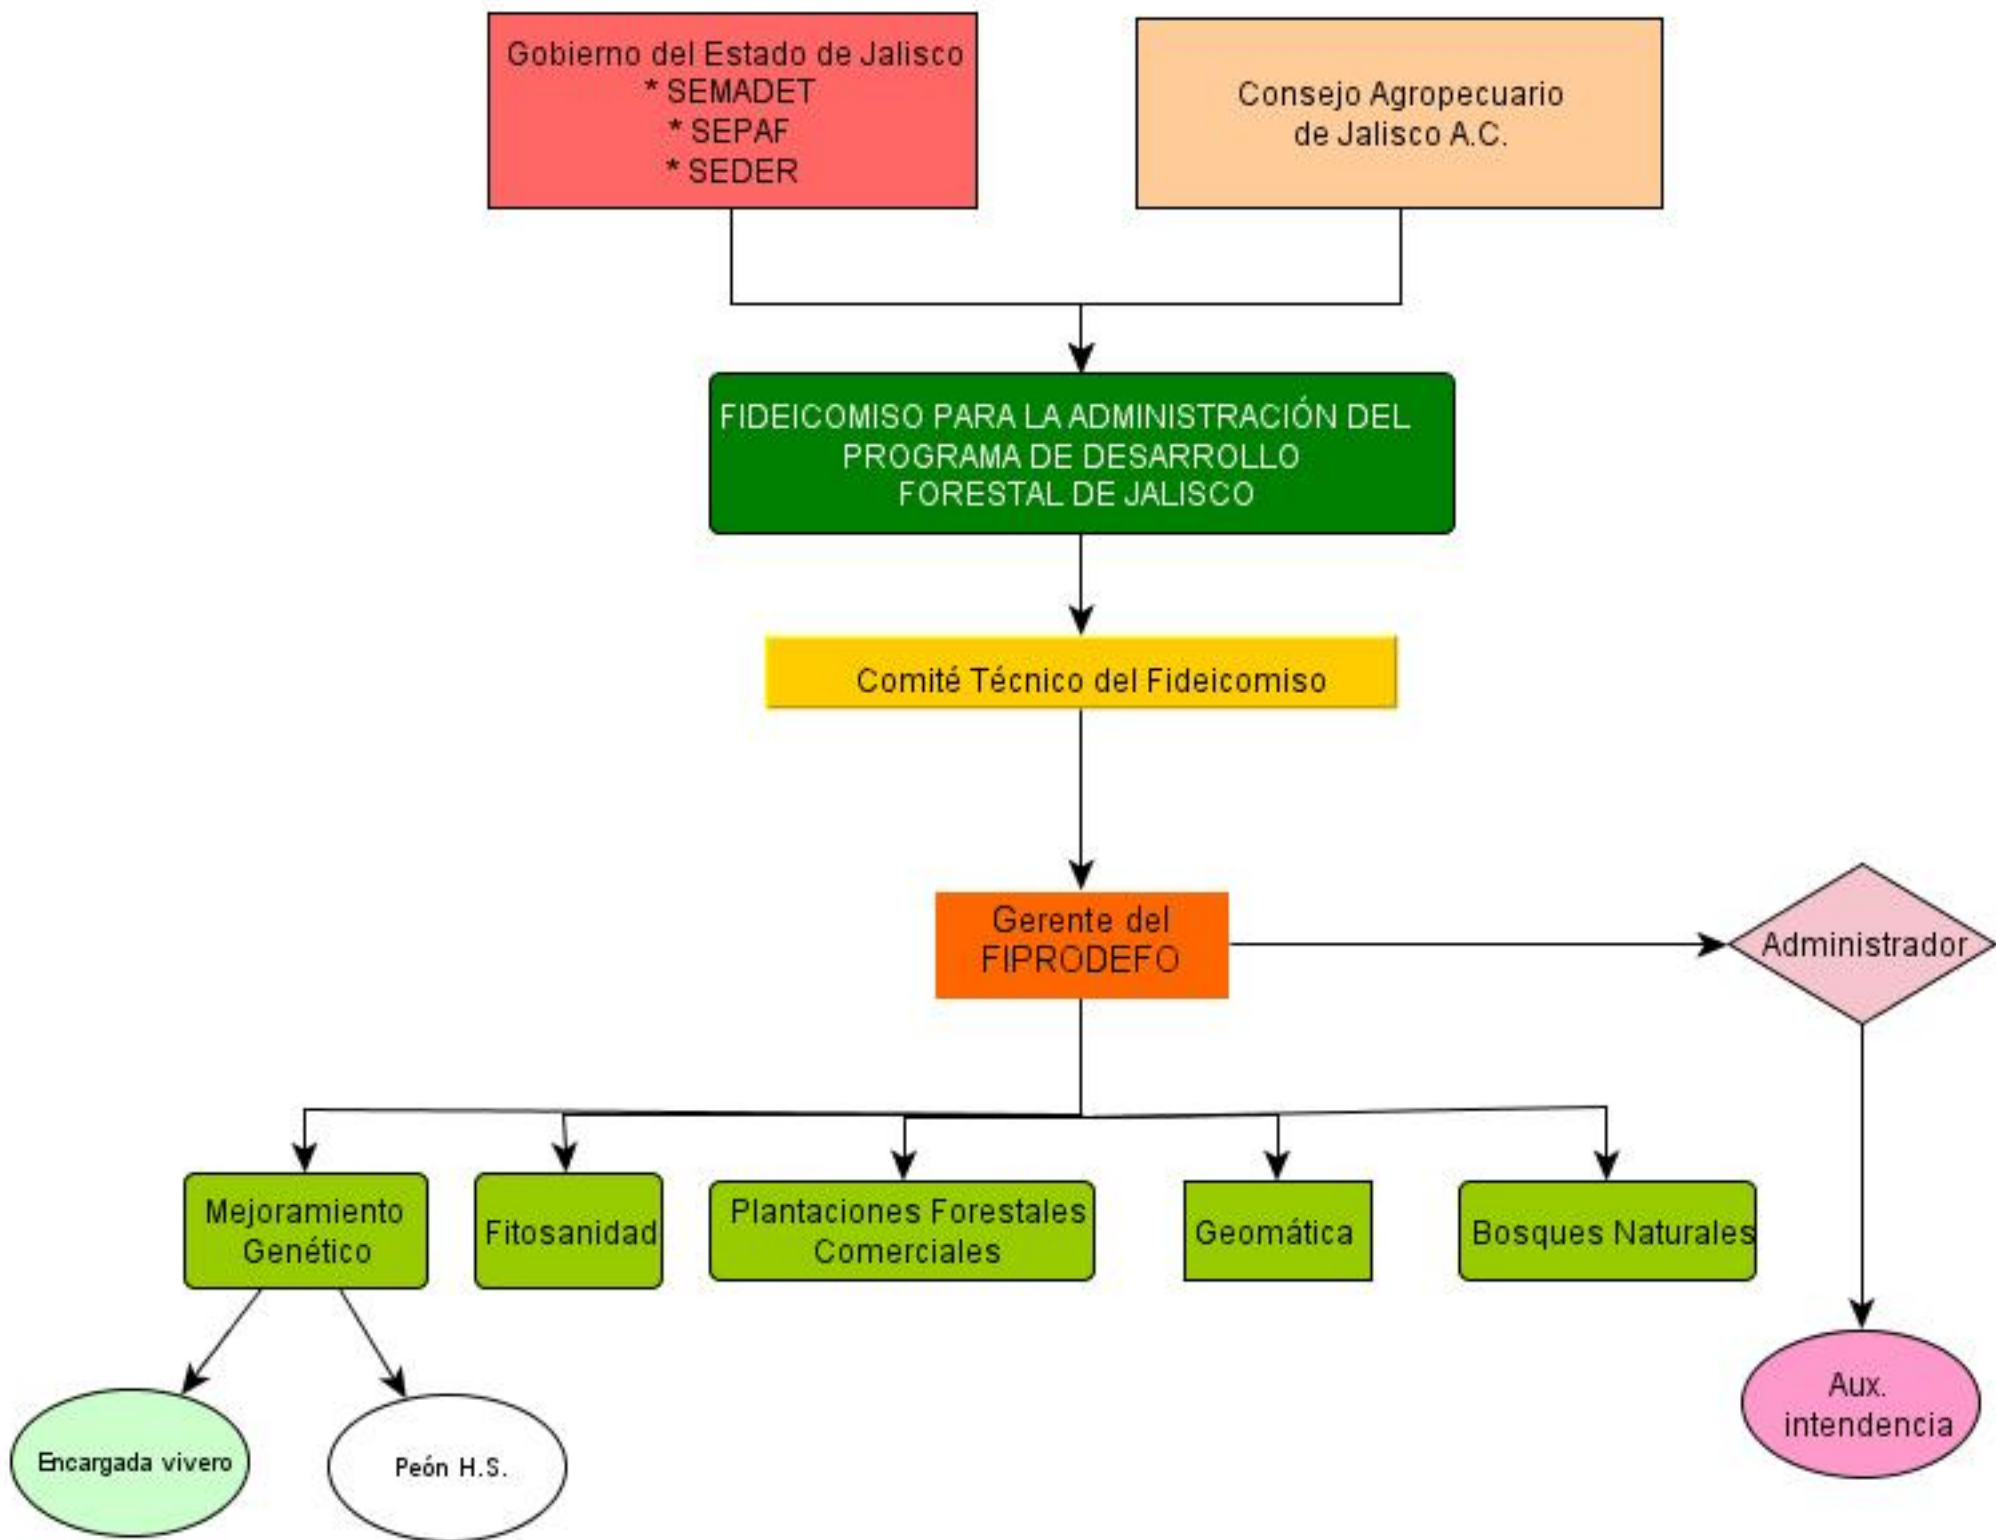 Gobierno del Estado de Jalisco
* SEMADET
* SEPAF
* SEDER
Consejo Agropecuario
de Jalisco A.C.
FIDEICOMISO PARA LA ADMINISTRACIÓN DEL
PROGRAMA DE DESARROLLO
FORESTAL DE JALISCO
Comité Técnico del Fideicomiso
Gerente del
FIPRODEFO
Administrador
Mejoramiento
Genético
Fitosanidad
Plantaciones Forestales
Comerciales
Geomática
Bosques Naturales
Encargada vivero
Peón H.S.
Aux.
intendencia